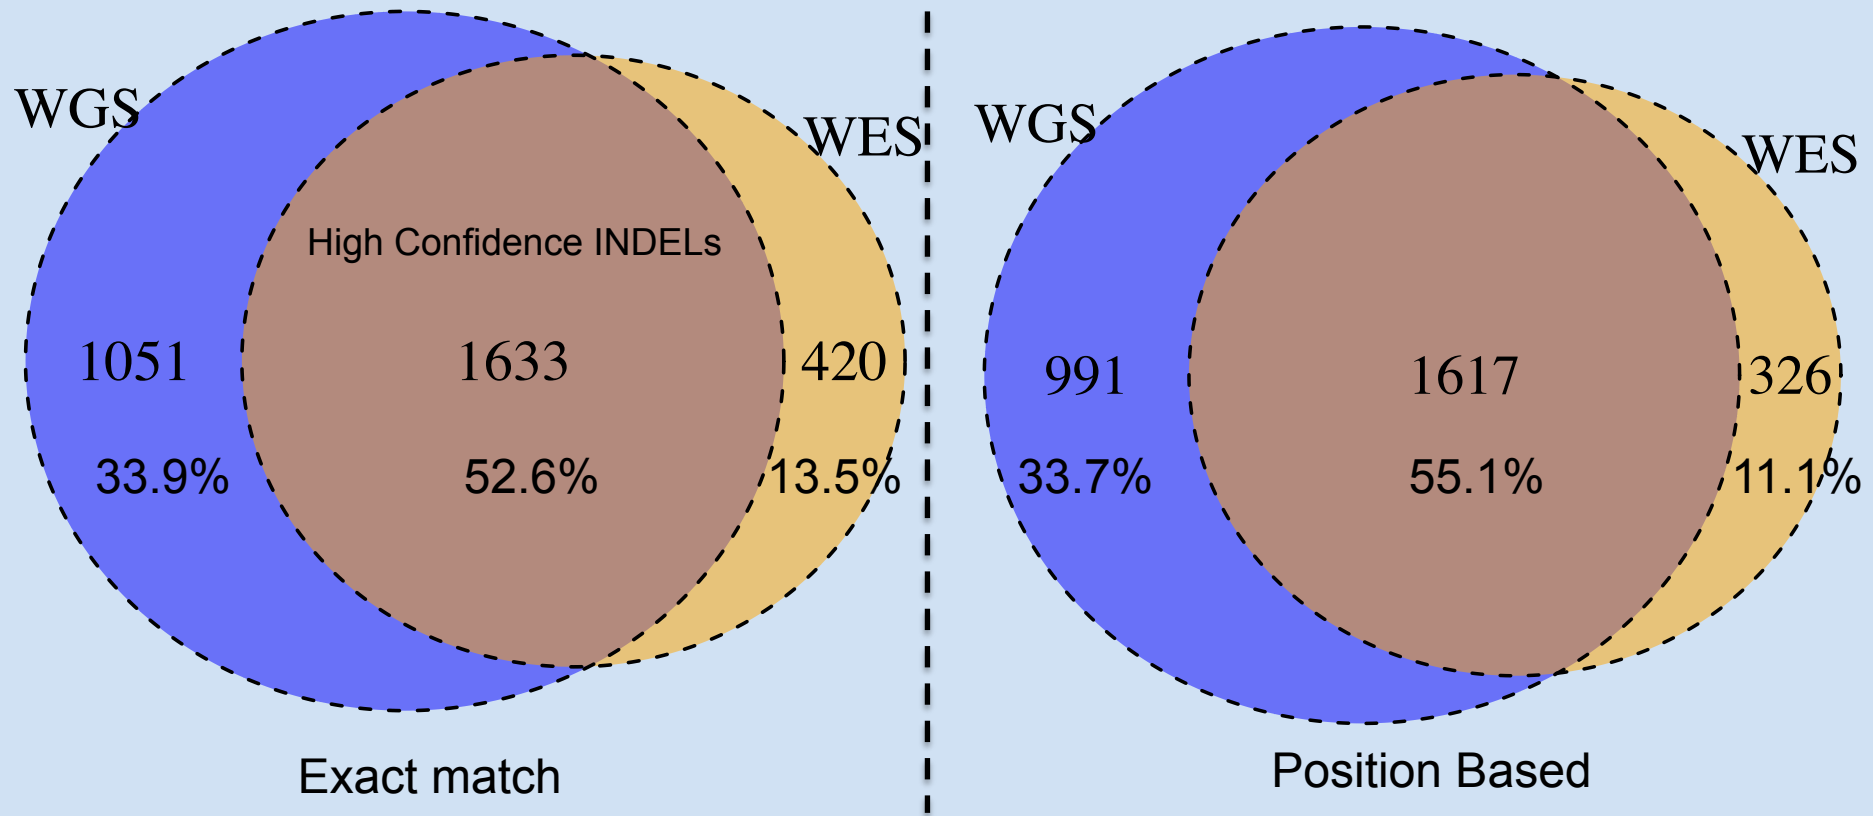 WGS
WES
High Confidence INDELs
1051
1633
420
33.9%
52.6%
13.5%
Exact match
WGS
WES
991
1617
326
33.7%
55.1%
11.1%
Position Based